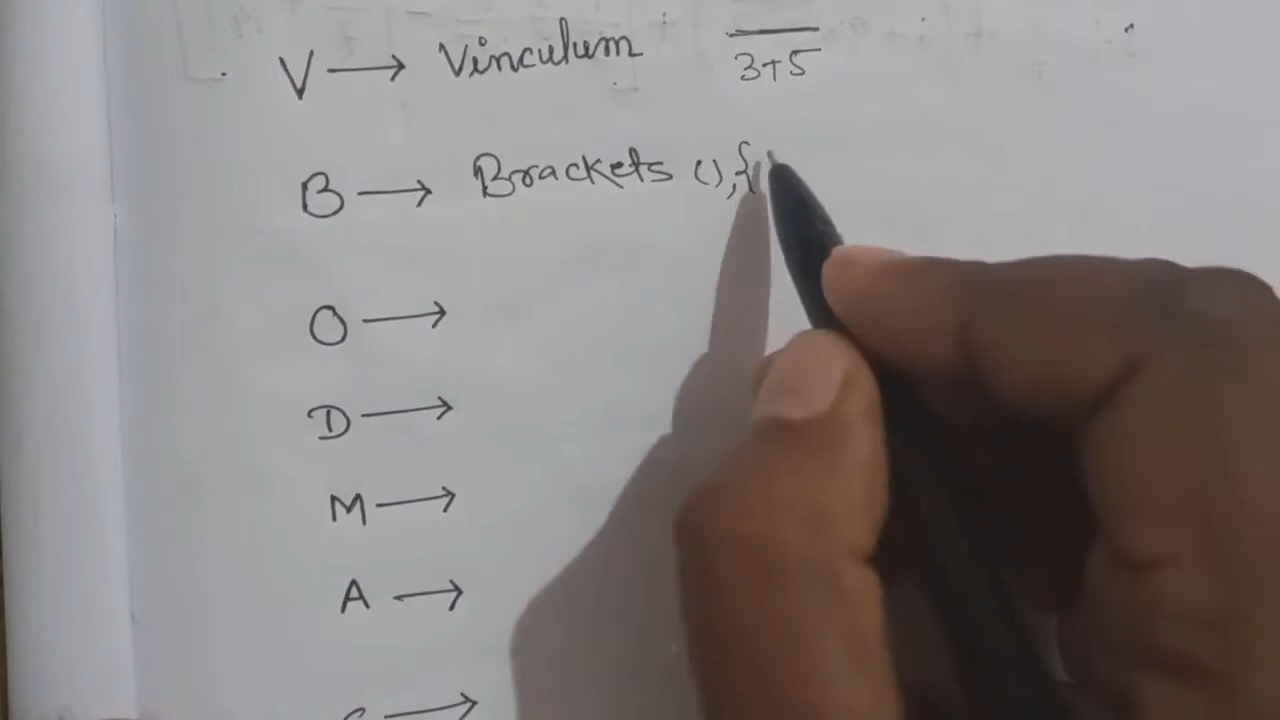 V → Vinculum 3+5
B → Brackets (), {
O →
D →
M →
A →
S →